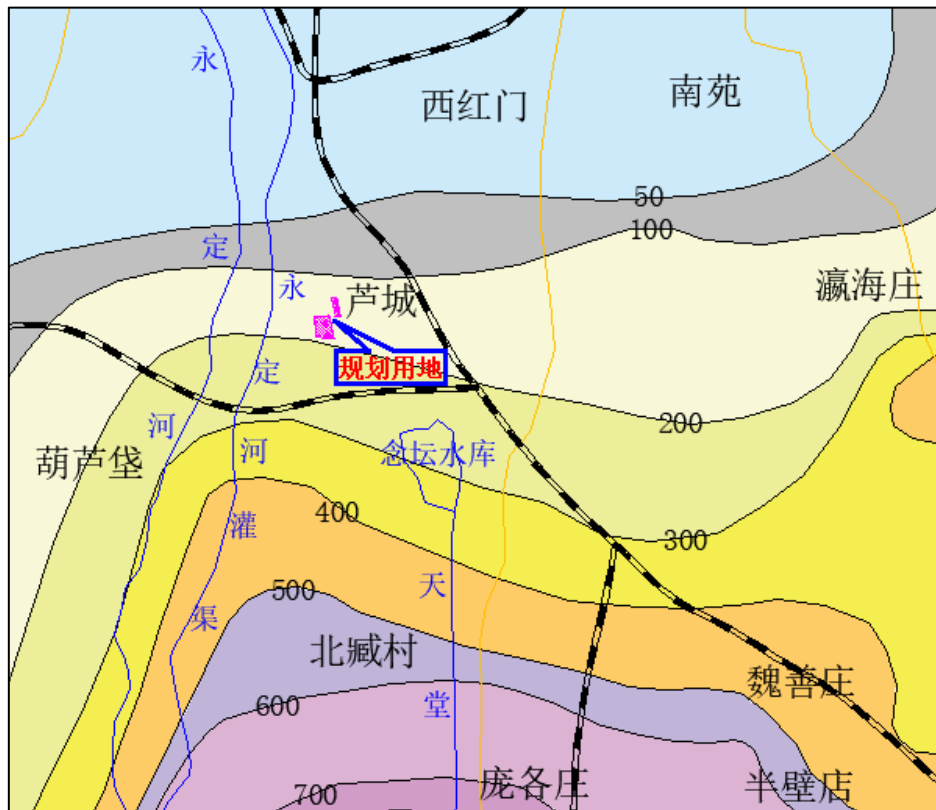 永
西红门
南苑
50
100
定
永
芦城
瀛海庄
规划用地
定
河
200
葫芦垡
河
念坛水库
300
400
灌
天
500
渠
北臧村
魏善庄
600
堂
700
庞各庄
半壁店